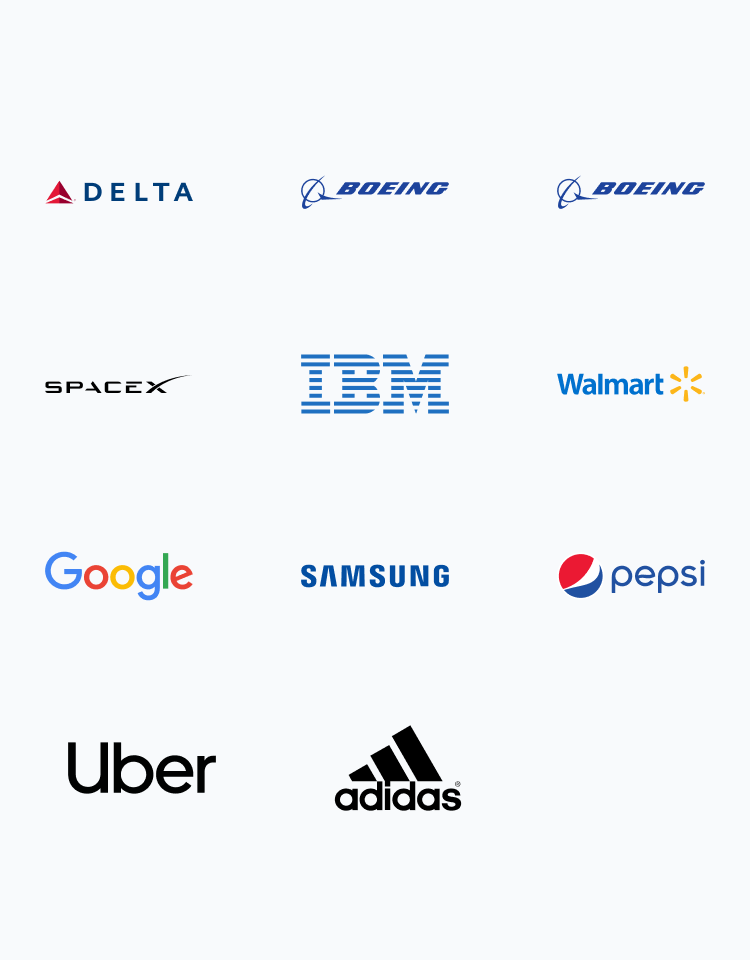 DELTA
BOEING
BOEING
SPACEX
IBM
Walmart
Google
SAMSUNG
pepsi
Uber
adidas®